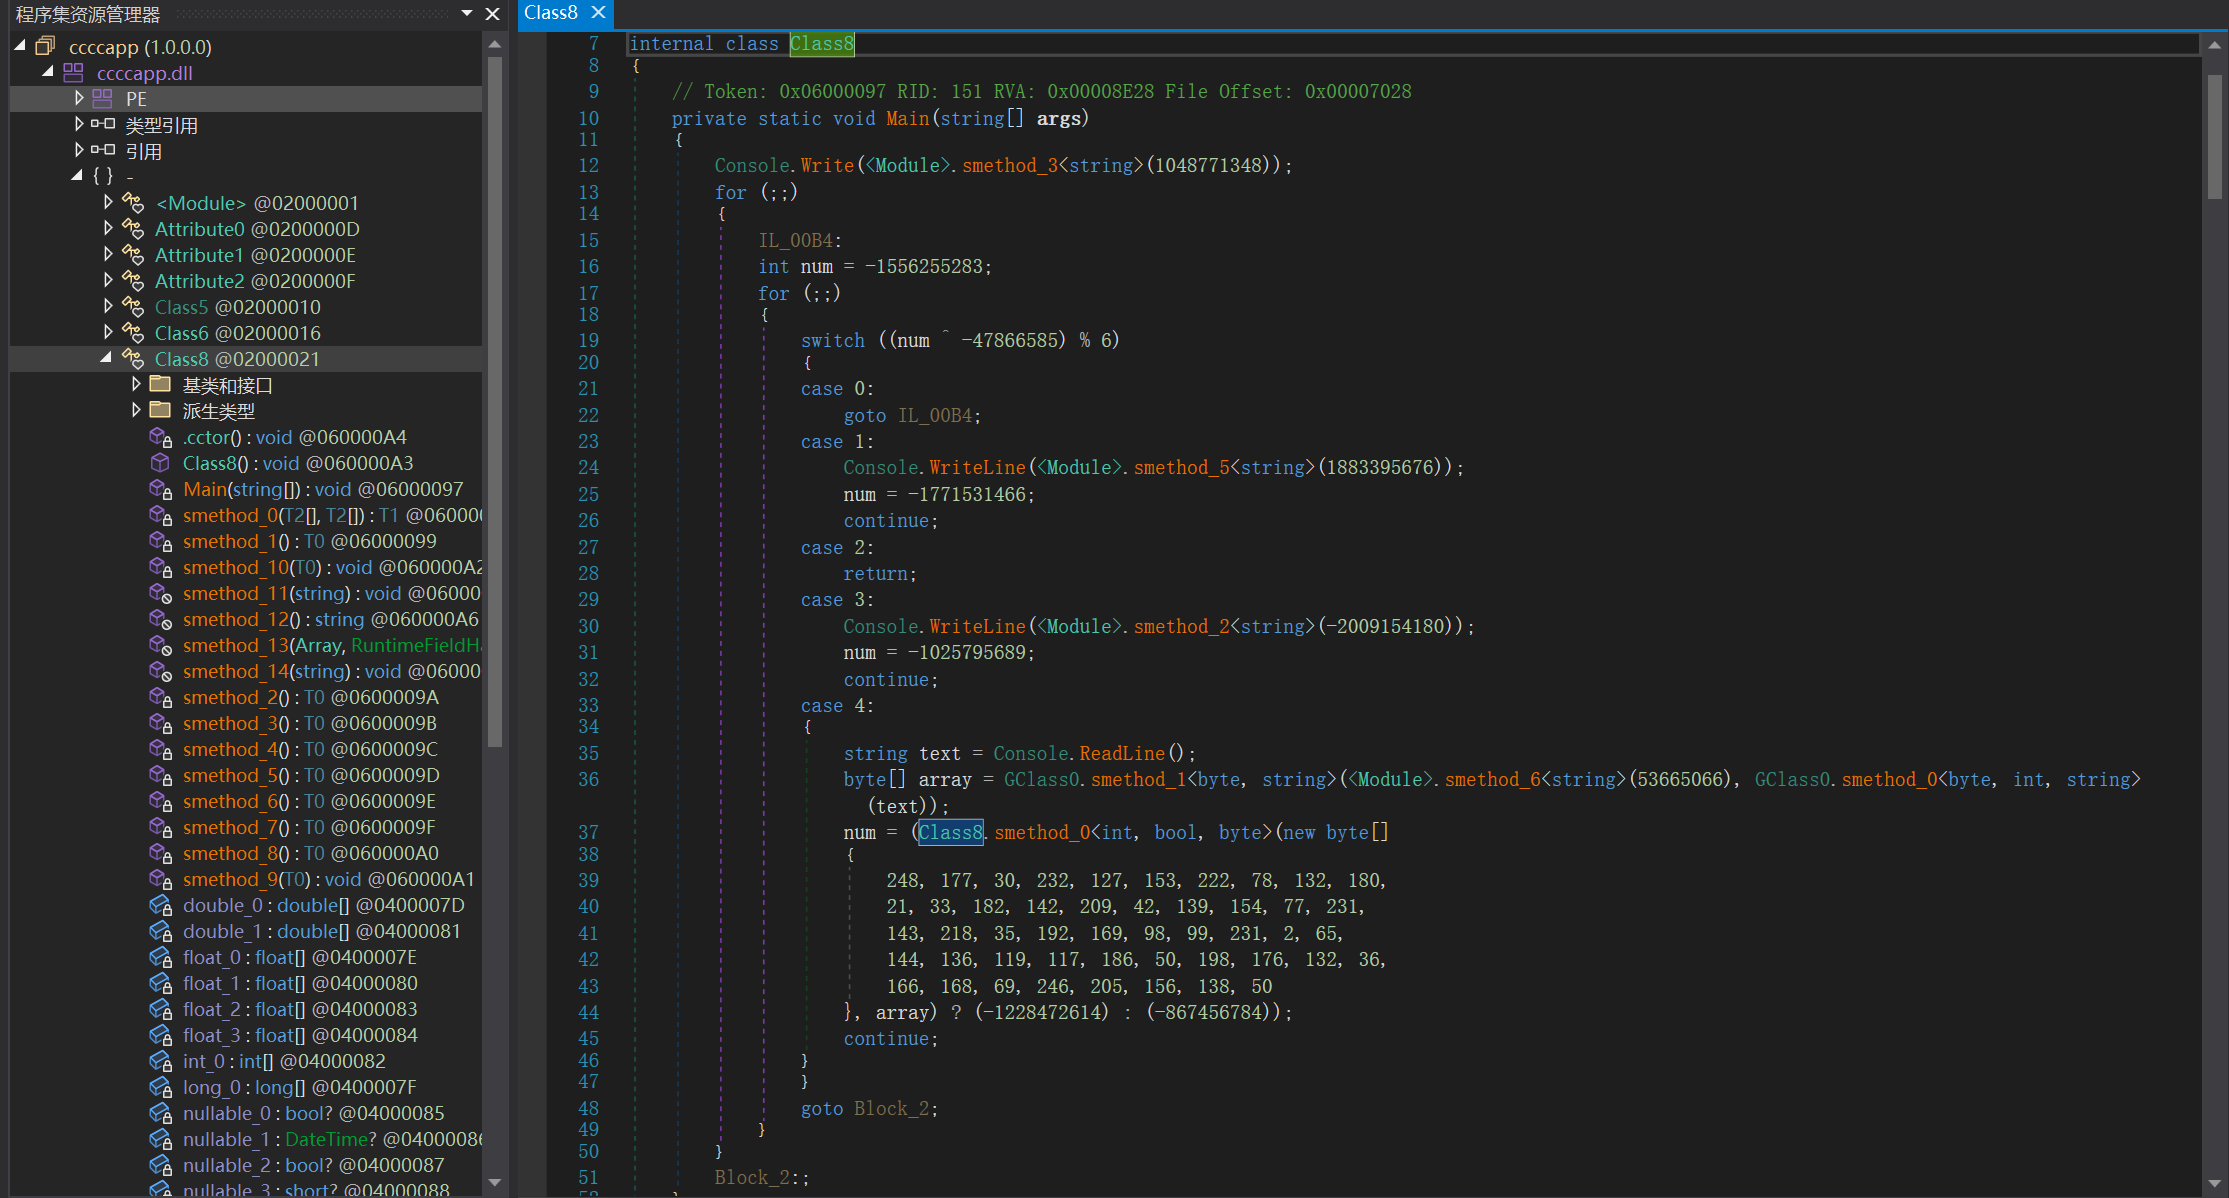 程序集资源管理器
ccccapp (1.0.0.0)
ccccapp.dll
PE
类型引用
引用
{ } -
<Module> @02000001
Attribute0 @0200000D
Attribute1 @0200000E
Attribute2 @0200000F
Class5 @02000010
Class6 @02000016
Class8 @02000021
基类和接口
派生类型
.cctor() : void @060000A4
Class8() : void @060000A3
Main(string[]) : void @06000097
smethod_0(T2[], T2[]) : T1 @06000
smethod_1() : T0 @06000099
smethod_10(T0) : void @060000A2
smethod_11(string) : void @06000
smethod_12() : string @060000A6
smethod_13(Array, RuntimeFieldHa
smethod_14(string) : void @06000
smethod_2() : T0 @0600009A
smethod_3() : T0 @0600009B
smethod_4() : T0 @0600009C
smethod_5() : T0 @0600009D
smethod_6() : T0 @0600009E
smethod_7() : T0 @0600009F
smethod_8() : T0 @060000A0
smethod_9(T0) : void @060000A1
double_0 : double[] @0400007D
double_1 : double[] @04000081
float_0 : float[] @0400007E
float_1 : float[] @04000080
float_2 : float[] @04000083
float_3 : float[] @04000084
int_0 : int[] @04000082
long_0 : long[] @0400007F
nullable_0 : bool? @04000085
nullable_1 : DateTime? @04000086
nullable_2 : bool? @04000087
nullable_3 : short? @04000088
Class8
7 internal class Class8
8 {
9 // Token: 0x06000097 RID: 151 RVA: 0x00008E28 File Offset: 0x00007028
10 private static void Main(string[] args)
11 {
12 Console.Write(<Module>.smethod_3<string>(1048771348));
13 for (;;)
14 {
15 IL_00B4:
16 int num = -1556255283;
17 for (;;)
18 {
19 switch ((num ^ -47866585) % 6)
20 {
21 case 0:
22 goto IL_00B4;
23 case 1:
24 Console.WriteLine(<Module>.smethod_5<string>(1883395676));
25 num = -1771531466;
26 continue;
27 case 2:
28 return;
29 case 3:
30 Console.WriteLine(<Module>.smethod_2<string>(-2009154180));
31 num = -1025795689;
32 continue;
33 case 4:
34 {
35 string text = Console.ReadLine();
36 byte[] array = GClass0.smethod_1<byte, string>(<Module>.smethod_6<string>(53665066), GClass0.smethod_0<byte, int, string>
(text));
37 num = (Class8.smethod_0<int, bool, byte>(new byte[]
38 {
39 248, 177, 30, 232, 127, 153, 222, 78, 132, 180,
40 21, 33, 182, 142, 209, 42, 139, 154, 77, 231,
41 143, 218, 35, 192, 169, 98, 99, 231, 2, 65,
42 144, 136, 119, 117, 186, 50, 198, 176, 132, 36,
43 166, 168, 69, 246, 205, 156, 138, 50
44 }, array) ? (-1228472614) : (-867456784));
45 continue;
46 }
47 }
48 goto Block_2;
49 }
50 }
51 Block_2:;